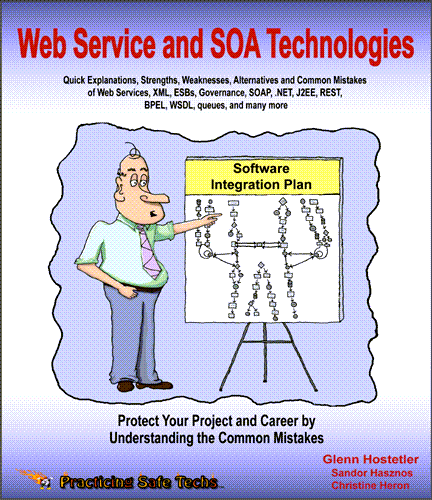 Web Service and SOA Technologies
Quick Explanations, Strengths, Weaknesses, Alternatives and Common Mistakes
of Web Services, XML, ESBs, Governance, SOAP, .NET, J2EE, REST,
BPEL, WSDL, queues, and many more
Software
Integration Plan
Protect Your Project and Career by
Understanding the Common Mistakes
Glenn Hostetler
Sandor Hasznos
Christine Heron
Practicing Safe Techs